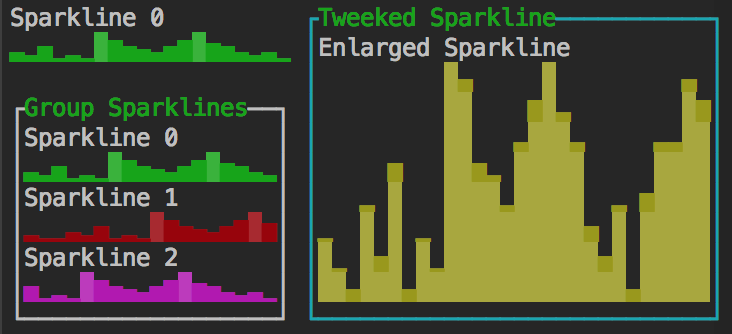 Sparkline 0
Group Sparklines
Sparkline 0
Sparkline 1
Sparkline 2
Tweeked Sparkline
Enlarged Sparkline